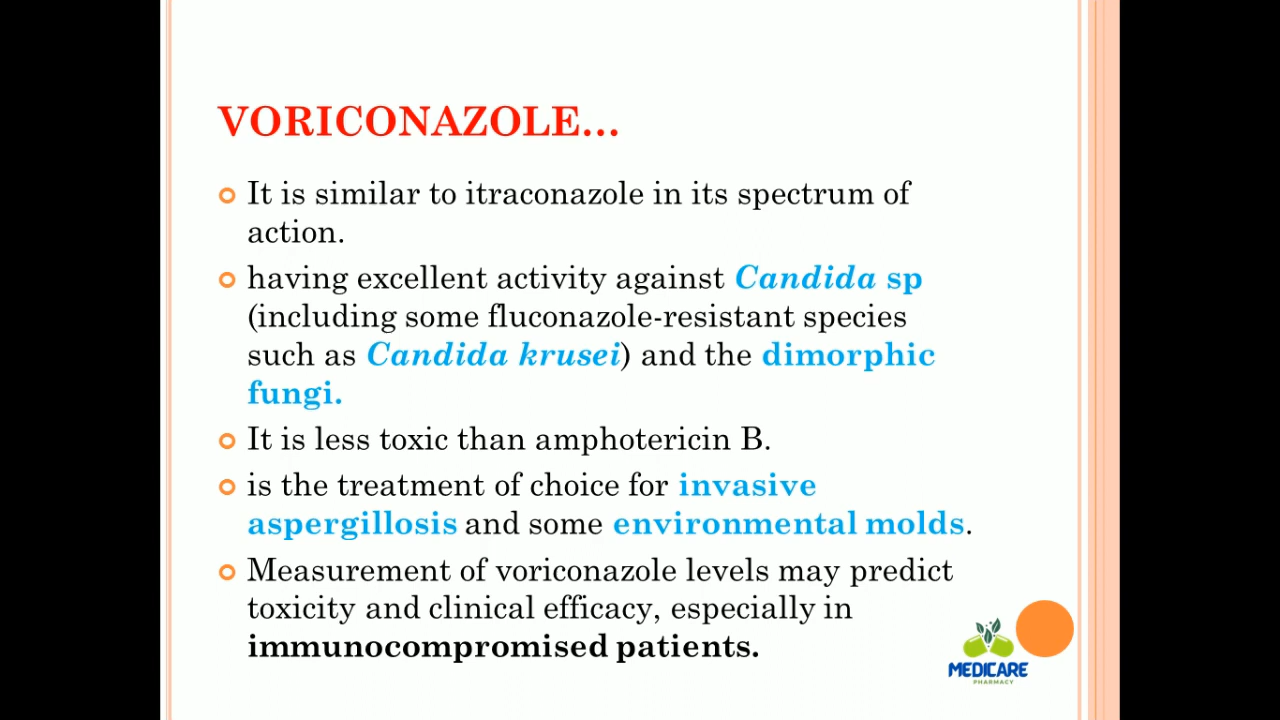 VORICONAZOLE…
It is similar to itraconazole in its spectrum of
action.
having excellent activity against Candida sp
(including some fluconazole-resistant species
such as Candida krusei) and the dimorphic
fungi.
It is less toxic than amphotericin B.
is the treatment of choice for invasive
aspergillosis and some environmental molds.
Measurement of voriconazole levels may predict
toxicity and clinical efficacy, especially in
immunocompromised patients.
MEDICARE
PHARMACY